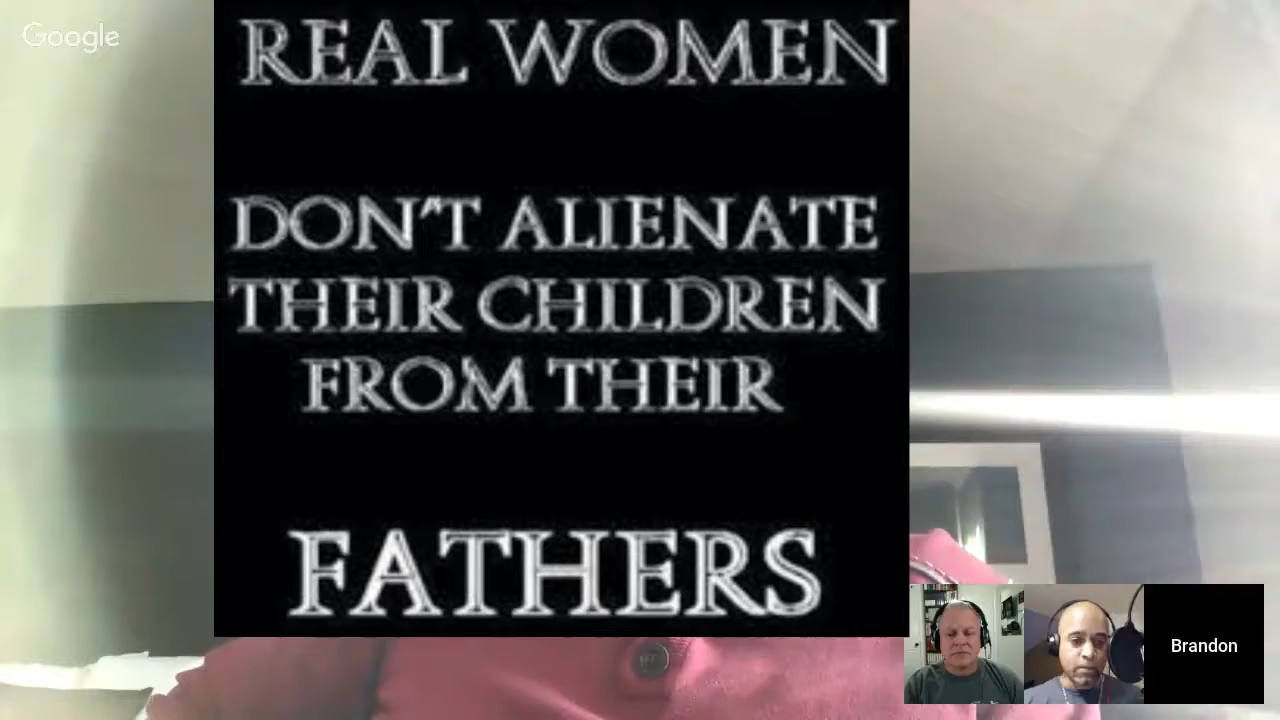 Google
REAL WOMEN
DON'T ALIENATE
THEIR CHILDREN
FROM THEIR
FATHERS
Brandon